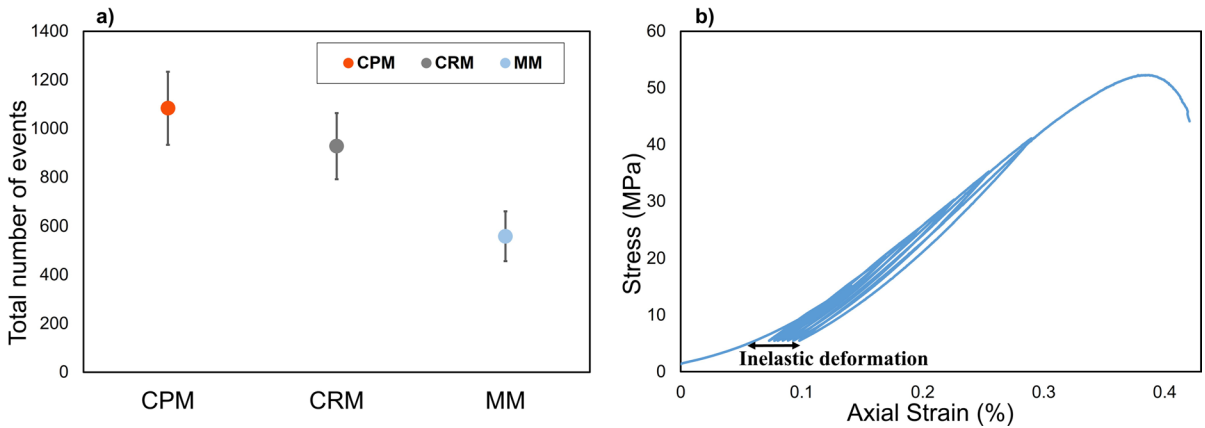 a)
Total number of events
1400
1200
1000
800
600
400
200
0
CPM CRM MM
CPM CRM MM
b)
Stress (MPa)
60
50
40
30
20
10
0
Inelastic deformation
0 0.1 0.2 0.3 0.4
Axial Strain (%)